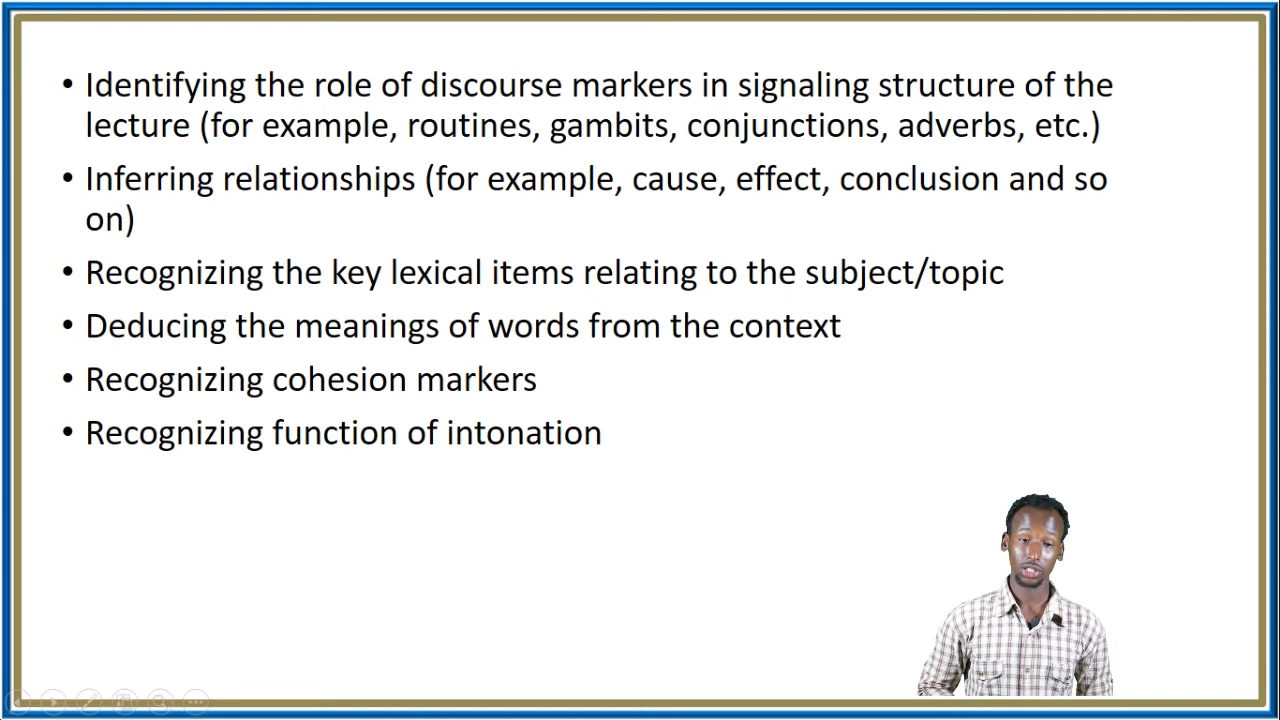 • Identifying the role of discourse markers in signaling structure of the
lecture (for example, routines, gambits, conjunctions, adverbs, etc.)
• Inferring relationships (for example, cause, effect, conclusion and so
on)
• Recognizing the key lexical items relating to the subject/topic
• Deducing the meanings of words from the context
• Recognizing cohesion markers
• Recognizing function of intonation